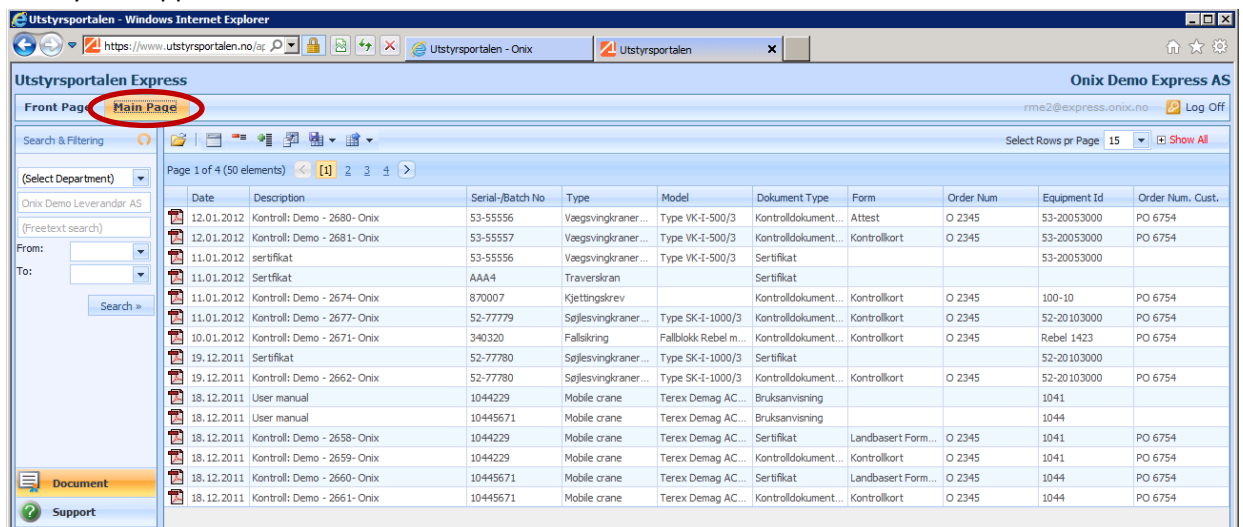 Utstyrsportalen - Windows Internet Explorer
https://www.utstyrsportalen.no/ap
Utstyrsportalen - Onix
Utstyrsportalen
Utstyrsportalen Express
Onix Demo Express AS
Front Page Main Page
rme2@express.onix.no Log Off
Search & Filtering
Select Rows pr Page 15 Show All
(Select Department)
Onix Demo Leverandør AS
(Freetext search)
From:
To:
Search »
Page 1 of 4 (50 elements) < [1] 2 3 4 >
Date Description Serial-/Batch No Type Model Dokument Type Form Order Num Equipment Id Order Num. Cust.
12.01.2012 Kontroll: Demo - 2680- Onix 53-55556 Vægsvingkraner... Type VK-I-500/3 Kontrolldokument... Attest O 2345 53-20053000 PO 6754
12.01.2012 Kontroll: Demo - 2681- Onix 53-55557 Vægsvingkraner... Type VK-I-500/3 Kontrolldokument... Kontrollkort O 2345 53-20053000 PO 6754
11.01.2012 sertifikat 53-55556 Vægsvingkraner... Type VK-I-500/3 Sertifikat 53-20053000
11.01.2012 Sertfikat AAA4 Traverskran Sertifikat
11.01.2012 Kontroll: Demo - 2674- Onix 870007 Kjettingskrev Kontrolldokument... Kontrollkort O 2345 100-10 PO 6754
11.01.2012 Kontroll: Demo - 2677- Onix 52-77779 Søjlesvingkraner... Type SK-I-1000/3 Kontrolldokument... Kontrollkort O 2345 52-20103000 PO 6754
10.01.2012 Kontroll: Demo - 2671- Onix 340320 Fallsikring Fallblokk Rebel m... Kontrolldokument... Kontrollkort O 2345 Rebel 1423 PO 6754
19.12.2011 Sertifikat 52-77780 Søjlesvingkraner... Type SK-I-1000/3 Sertifikat 52-20103000
19.12.2011 Kontroll: Demo - 2662- Onix 52-77780 Søjlesvingkraner... Type SK-I-1000/3 Kontrolldokument... Kontrollkort O 2345 52-20103000 PO 6754
18.12.2011 User manual 1044229 Mobile crane Terex Demag AC... Bruksanvisning 1041
18.12.2011 User manual 10445671 Mobile crane Terex Demag AC... Bruksanvisning 1044
18.12.2011 Kontroll: Demo - 2658- Onix 1044229 Mobile crane Terex Demag AC... Sertifikat Landbasert Form... O 2345 1041 PO 6754
18.12.2011 Kontroll: Demo - 2659- Onix 1044229 Mobile crane Terex Demag AC... Kontrolldokument... Kontrollkort O 2345 1041 PO 6754
18.12.2011 Kontroll: Demo - 2660- Onix 10445671 Mobile crane Terex Demag AC... Sertifikat Landbasert Form... O 2345 1044 PO 6754
18.12.2011 Kontroll: Demo - 2661- Onix 10445671 Mobile crane Terex Demag AC... Kontrolldokument... Kontrollkort O 2345 1044 PO 6754
Document
Support